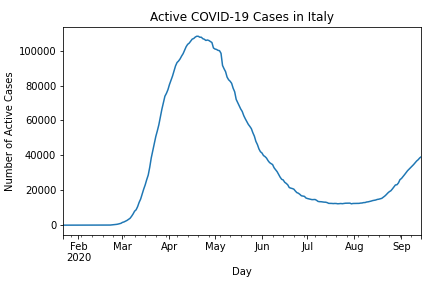 Active COVID-19 Cases in Italy
Number of Active Cases
100000
80000
60000
40000
20000
0
Feb Mar Apr May Jun Jul Aug Sep
2020
Day